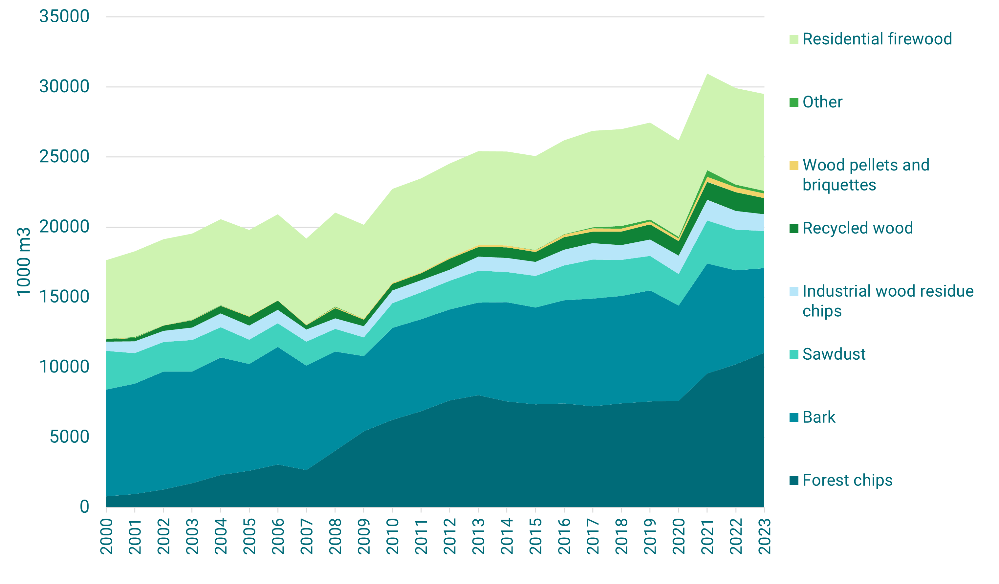 35000
30000
25000
20000
15000
10000
5000
0
1000 m3
2000
2001
2002
2003
2004
2005
2006
2007
2008
2009
2010
2011
2012
2013
2014
2015
2016
2017
2018
2019
2020
2021
2022
2023
Residential firewood
Other
Wood pellets and
briquettes
Recycled wood
Industrial wood residue
chips
Sawdust
Bark
Forest chips